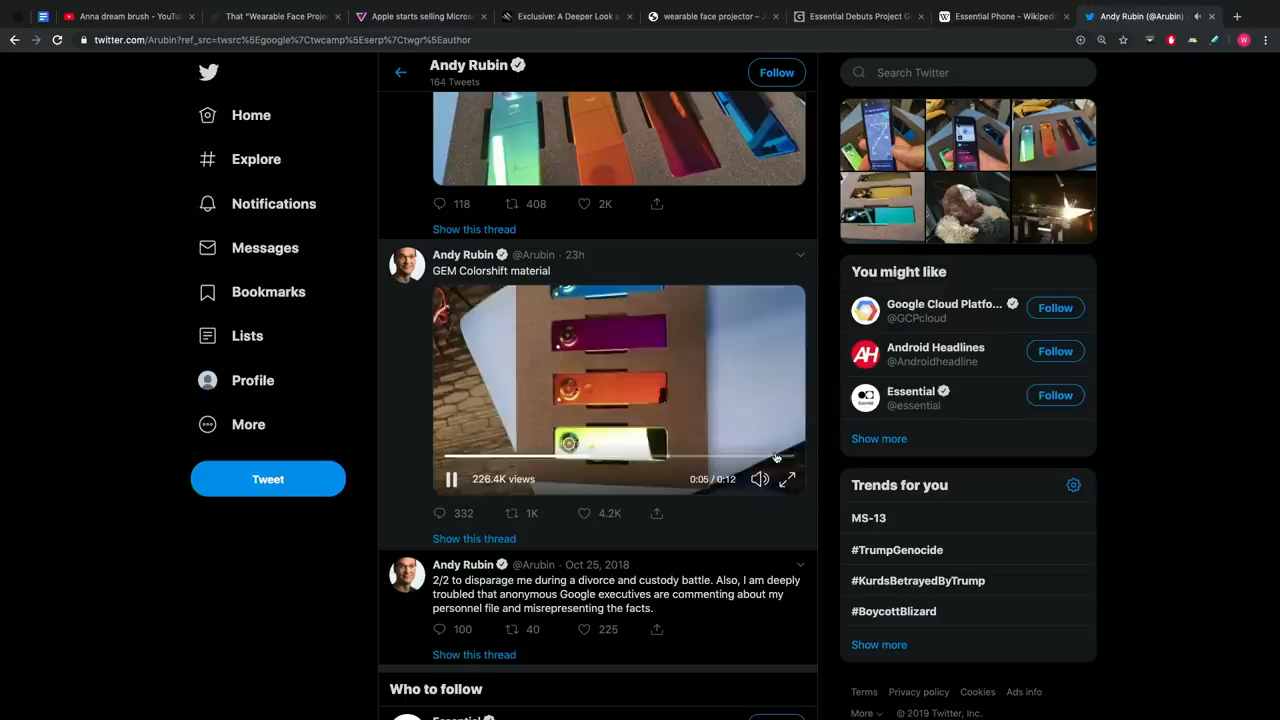 Anna dream brush - YouTu
That "Wearable Face Proje
Apple starts selling Micros
Exclusive: A Deeper Look
wearable face projector -
Essential Debuts Project G
Essential Phone - Wikipedi
Andy Rubin (@Arubin)
twitter.com/Arubin?ref_src=twsrc%5Egoogle%7Ctwcamp%5Eserp%7Ctwgr%5Eauthor
W
Andy Rubin
164 Tweets
Follow
Search Twitter
Home
Explore
Notifications
Messages
Bookmarks
Lists
Profile
More
Tweet
118 408 2K
Show this thread
Andy Rubin @Arubin · 23h
GEM Colorshift material
226.4K views 0:05 / 0:12
332 1K 4.2K
Show this thread
Andy Rubin @Arubin · Oct 25, 2018
2/2 to disparage me during a divorce and custody battle. Also, I am deeply
troubled that anonymous Google executives are commenting about my
personnel file and misrepresenting the facts.
100 40 225
Show this thread
Who to follow
Essential
You might like
Google Cloud Platfo...
@GCPcloud
Follow
AH
Android Headlines
@Androidheadline
Follow
Essential
@essential
Follow
Show more
Trends for you
MS-13
#TrumpGenocide
#KurdsBetrayedByTrump
#BoycottBlizard
Show more
Terms Privacy policy Cookies Ads info
More © 2019 Twitter, Inc.